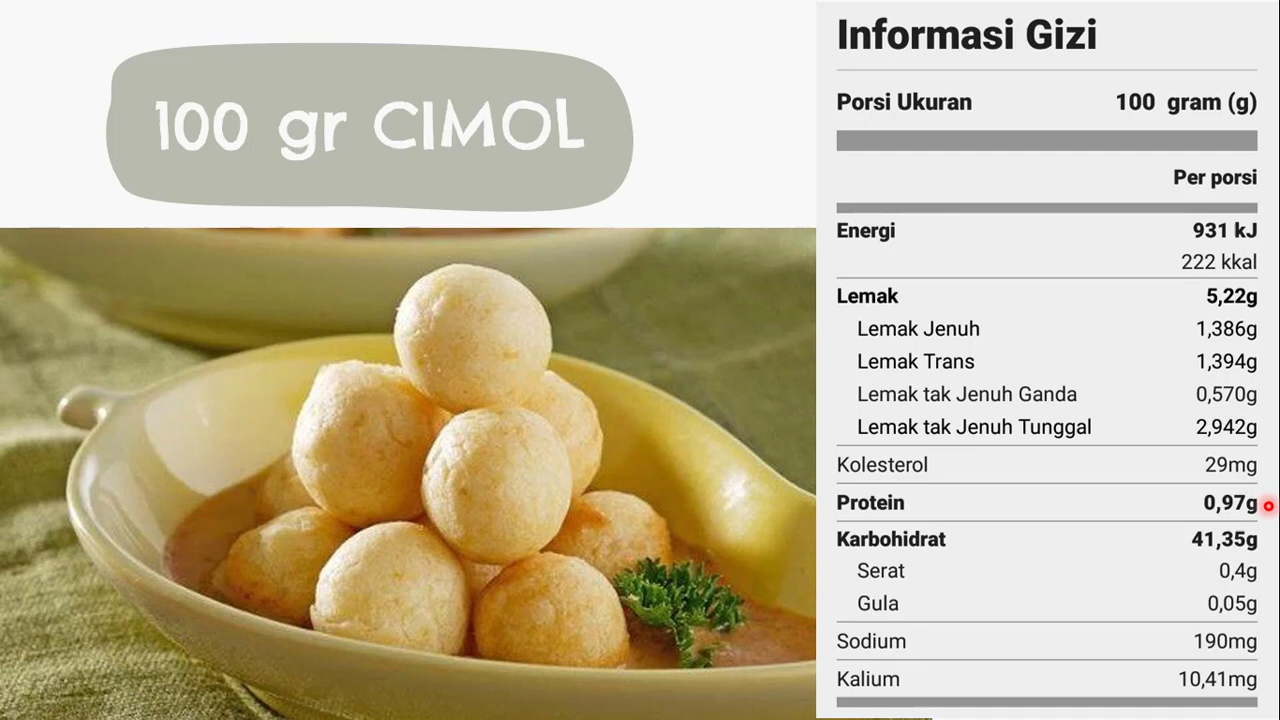 100 gr CIMOL
Informasi Gizi
Porsi Ukuran 100 gram (g)
Per porsi
Energi 931 kJ
222 kkal
Lemak 5,22g
Lemak Jenuh 1,386g
Lemak Trans 1,394g
Lemak tak Jenuh Ganda 0,570g
Lemak tak Jenuh Tunggal 2,942g
Kolesterol 29mg
Protein 0,97g
Karbohidrat 41,35g
Serat 0,4g
Gula 0,05g
Sodium 190mg
Kalium 10,41mg